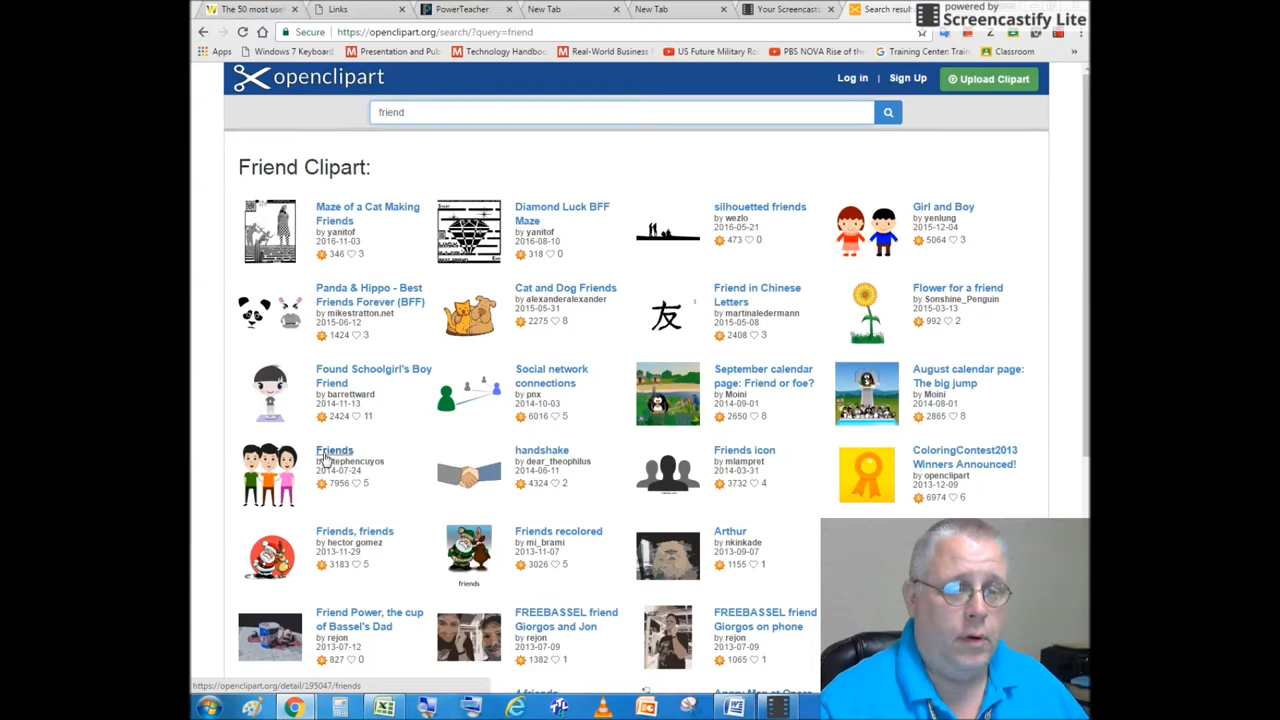 The 50 most use
Links
PowerTeacher
New Tab
New Tab
Your Screencast
Search result
powered by
Screencastify Lite
Secure
https://openclipart.org/search/?query=friend
Apps
Windows 7 Keyboard
Presentation and Pub
Technology Handboo
Real-World Business
US Future Military Ro
PBS NOVA Rise of the
Training Center: Train
Classroom
openclipart
Log in | Sign Up
Upload Clipart
friend
Friend Clipart:
Maze of a Cat Making
Friends
by yanitof
2016-11-03
346 ♡ 3
Diamond Luck BFF
Maze
by yanitof
2016-08-10
318 ♡ 0
silhouetted friends
by wezlo
2016-05-21
473 ♡ 0
Girl and Boy
by yenlung
2015-12-04
5064 ♡ 3
Panda & Hippo - Best
Friends Forever (BFF)
by mikestratton.net
2015-06-12
1424 ♡ 3
Cat and Dog Friends
by alexanderalexander
2015-05-31
2275 ♡ 8
友
Friend in Chinese
Letters
by martinaledermann
2015-05-08
2408 ♡ 3
Flower for a friend
by Sonshine_Penguin
2015-03-13
992 ♡ 2
Found Schoolgirl's Boy
Friend
by barrettward
2014-11-13
2424 ♡ 11
Social network
connections
by pnx
2014-10-03
6016 ♡ 5
September calendar
page: Friend or foe?
by Moini
2014-09-01
2650 ♡ 8
August calendar page:
The big jump
by Moini
2014-08-01
2865 ♡ 8
Friends
by stephencuyos
2014-07-24
7956 ♡ 5
handshake
by dear_theophilus
2014-06-11
4324 ♡ 2
Friends icon
by mlampret
2014-03-31
3732 ♡ 4
ColoringContest2013
Winners Announced!
by openclipart
2013-12-09
6974 ♡ 6
Friends, friends
by hector gomez
2013-11-29
3183 ♡ 5
friends
Friends recolored
by mi_brami
2013-11-07
3026 ♡ 5
Arthur
by nkinkade
2013-09-07
1155 ♡ 1
Friend Power, the cup
of Bassel's Dad
by rejon
2013-07-12
827 ♡ 0
FREEBASSEL friend
Giorgos and Jon
by rejon
2013-07-09
1382 ♡ 1
FREEBASSEL friend
Giorgos on phone
by rejon
2013-07-09
1065 ♡ 1
https://openclipart.org/detail/195047/friends
4 friends